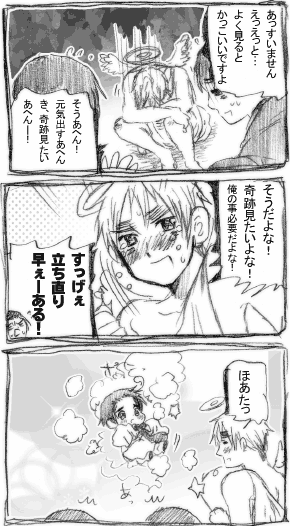 あっすいません
えっえっと…
よく見ると
かっこいいですよ
そうあへん!
元気出すあへん
き、奇跡見たい
あへんー!
そうだよな!
奇跡見たいよな!
俺の事必要だよな!
すっげぇ
立ち直り
早ぇーある!
ほあたっ